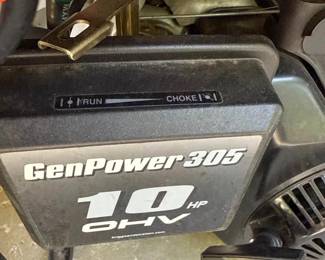 RUN CHOKE
GenPower 305
10 HP
OHV